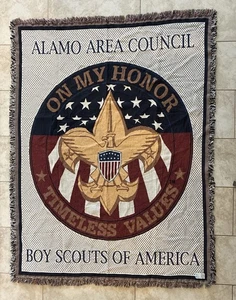 ALAMO AREA COUNCIL
ON MY HONOR
TIMELESS VALUES
BOY SCOUTS OF AMERICA